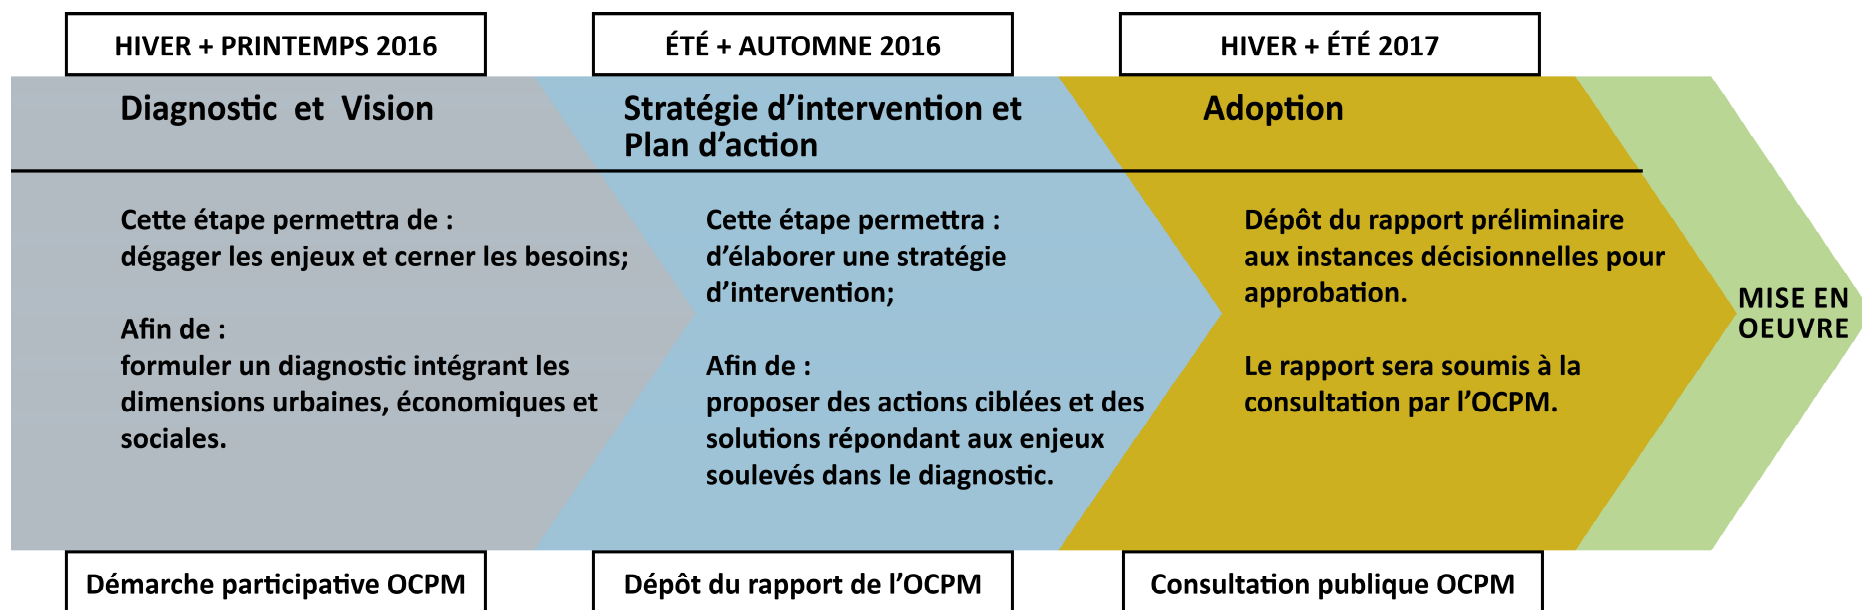 HIVER + PRINTEMPS 2016
Diagnostic et Vision
Cette étape permettra de :
dégager les enjeux et cerner les besoins;
Afin de :
formuler un diagnostic intégrant les
dimensions urbaines, économiques et
sociales.
Démarche participative OCPM
ÉTÉ + AUTOMNE 2016
Stratégie d’intervention et
Plan d’action
Cette étape permettra :
d’élaborer une stratégie
d’intervention;
Afin de :
proposer des actions ciblées et des
solutions répondant aux enjeux
soulevés dans le diagnostic.
Dépôt du rapport de l’OCPM
HIVER + ÉTÉ 2017
Adoption
Dépôt du rapport préliminaire
aux instances décisionnelles pour
approbation.
Le rapport sera soumis à la
consultation par l’OCPM.
Consultation publique OCPM
MISE EN
OEUVRE